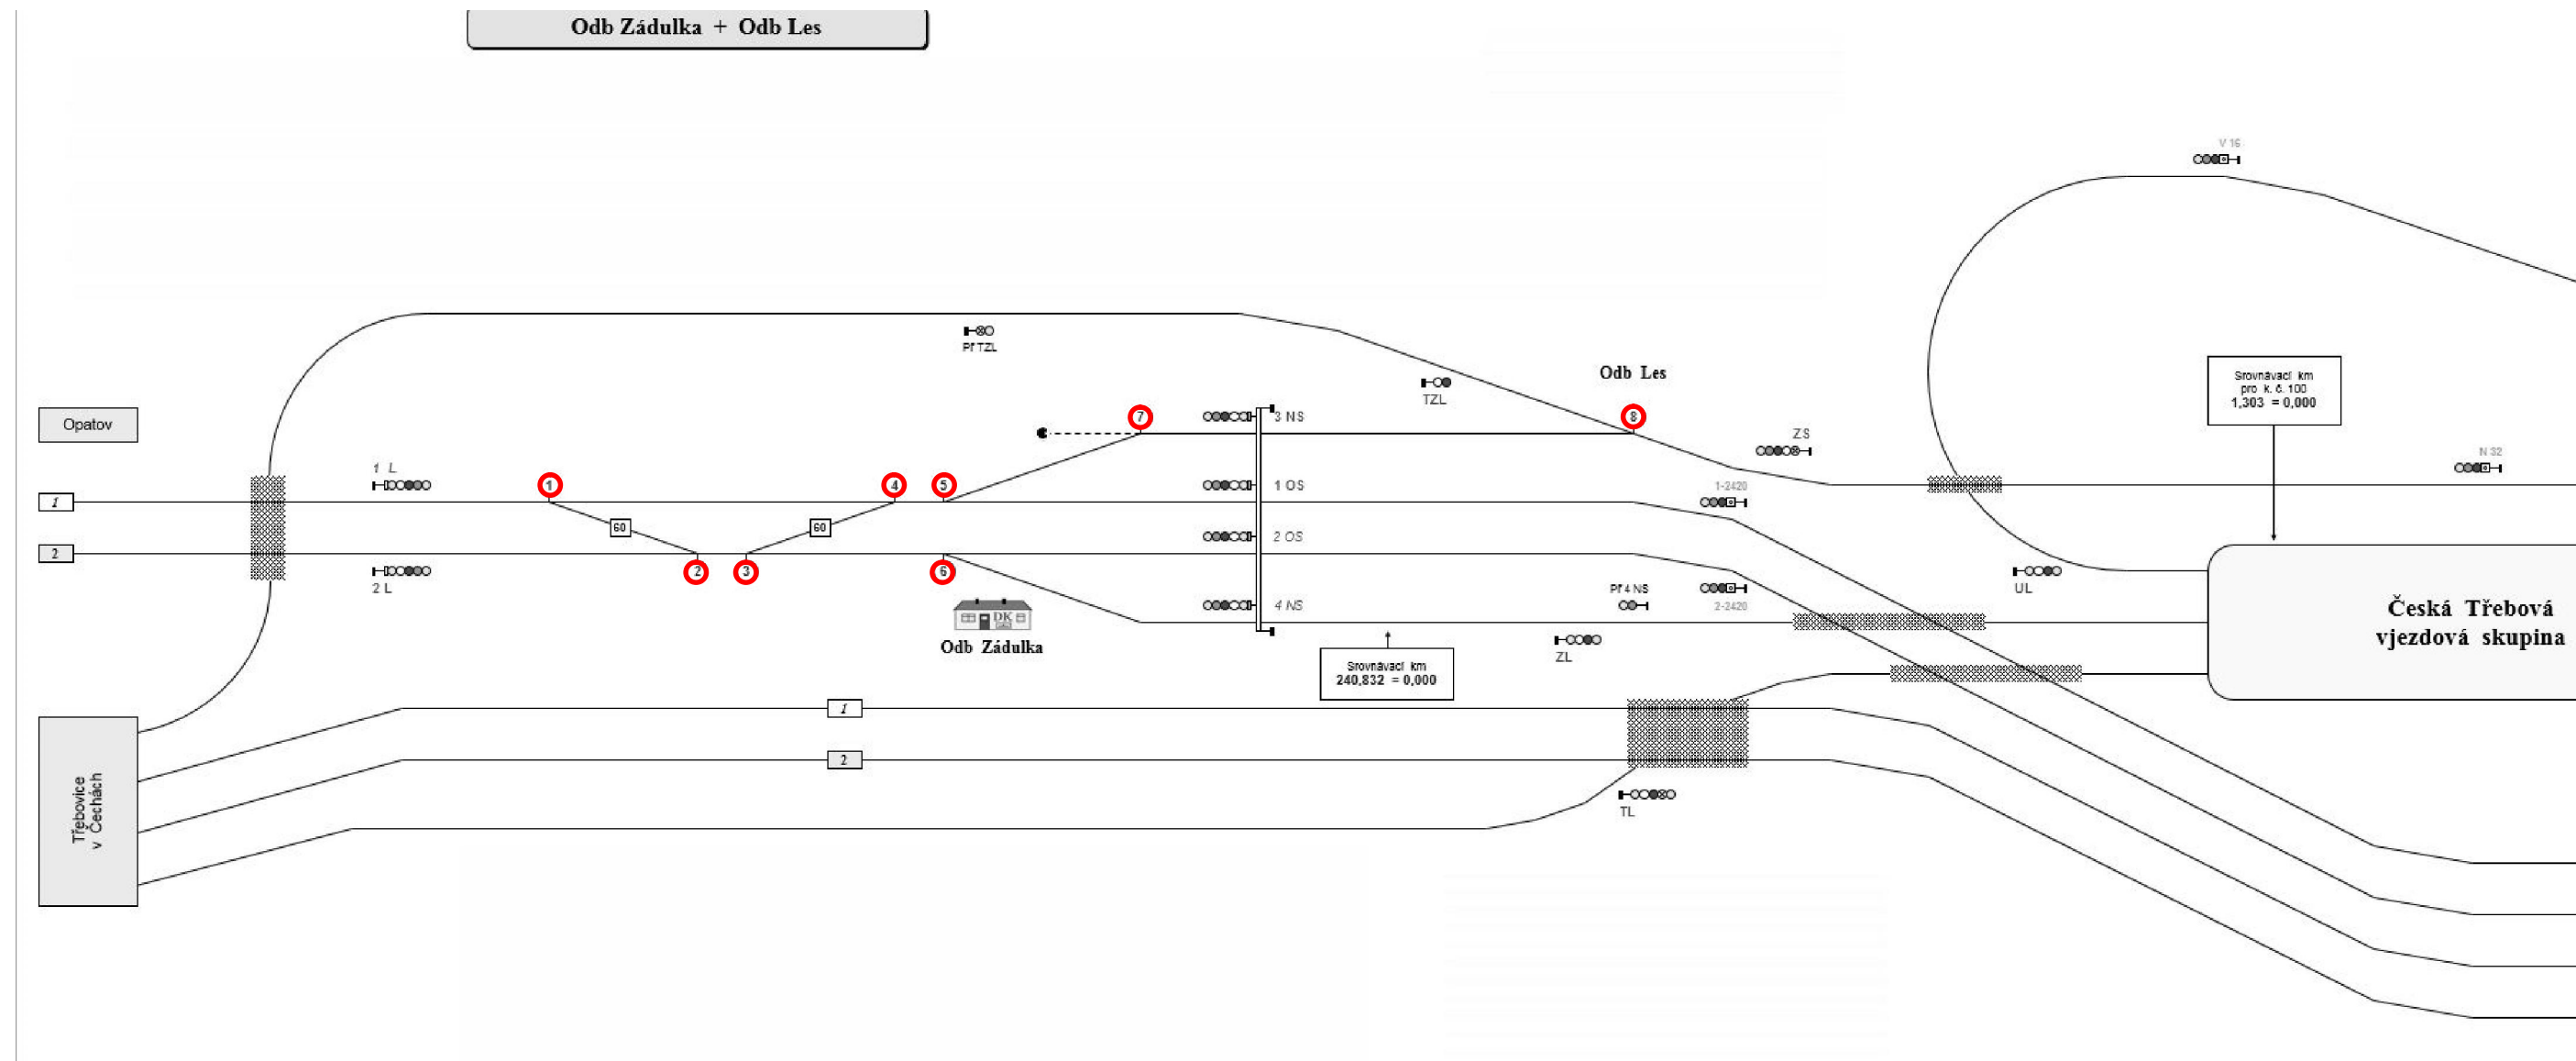 Odb Zádulka + Odb Les
V 16
Př TZL
TZL
Odb Les
Srovnávací km
pro k. č. 100
1,303 = 0,000
Opatov
7
3 NS
8
ZS
N 32
1 L
1
4
5
1 OS
1-2420
1
60
60
2 OS
2
2
3
6
2 L
4 NS
Př 4 NS
2-2420
UL
DK
Odb Zádulka
ZL
Srovnávací km
240,832 = 0,000
Česká Třebová
vjezdová skupina
1
2
Třebovice
v Čechách
TL